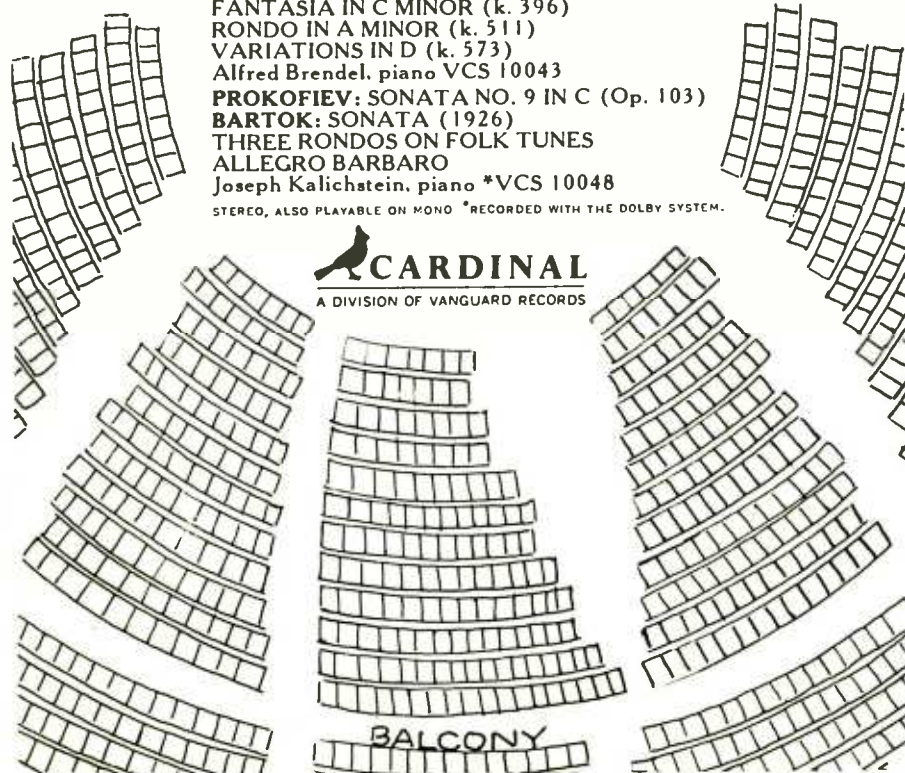 FANTASIA IN C MINOR (k. 396)
RONDO IN A MINOR (k. 511)
VARIATIONS IN D (k. 573)
Alfred Brendel, piano VCS 10043
PROKOFIEV: SONATA NO. 9 IN C (Op. 103)
BARTOK: SONATA (1926)
THREE RONDOS ON FOLK TUNES
ALLEGRO BARBARO
Joseph Kalichstein, piano *VCS 10048
STEREO, ALSO PLAYABLE ON MONO *RECORDED WITH THE DOLBY SYSTEM.
CARDINAL
A DIVISION OF VANGUARD RECORDS
BALCONY